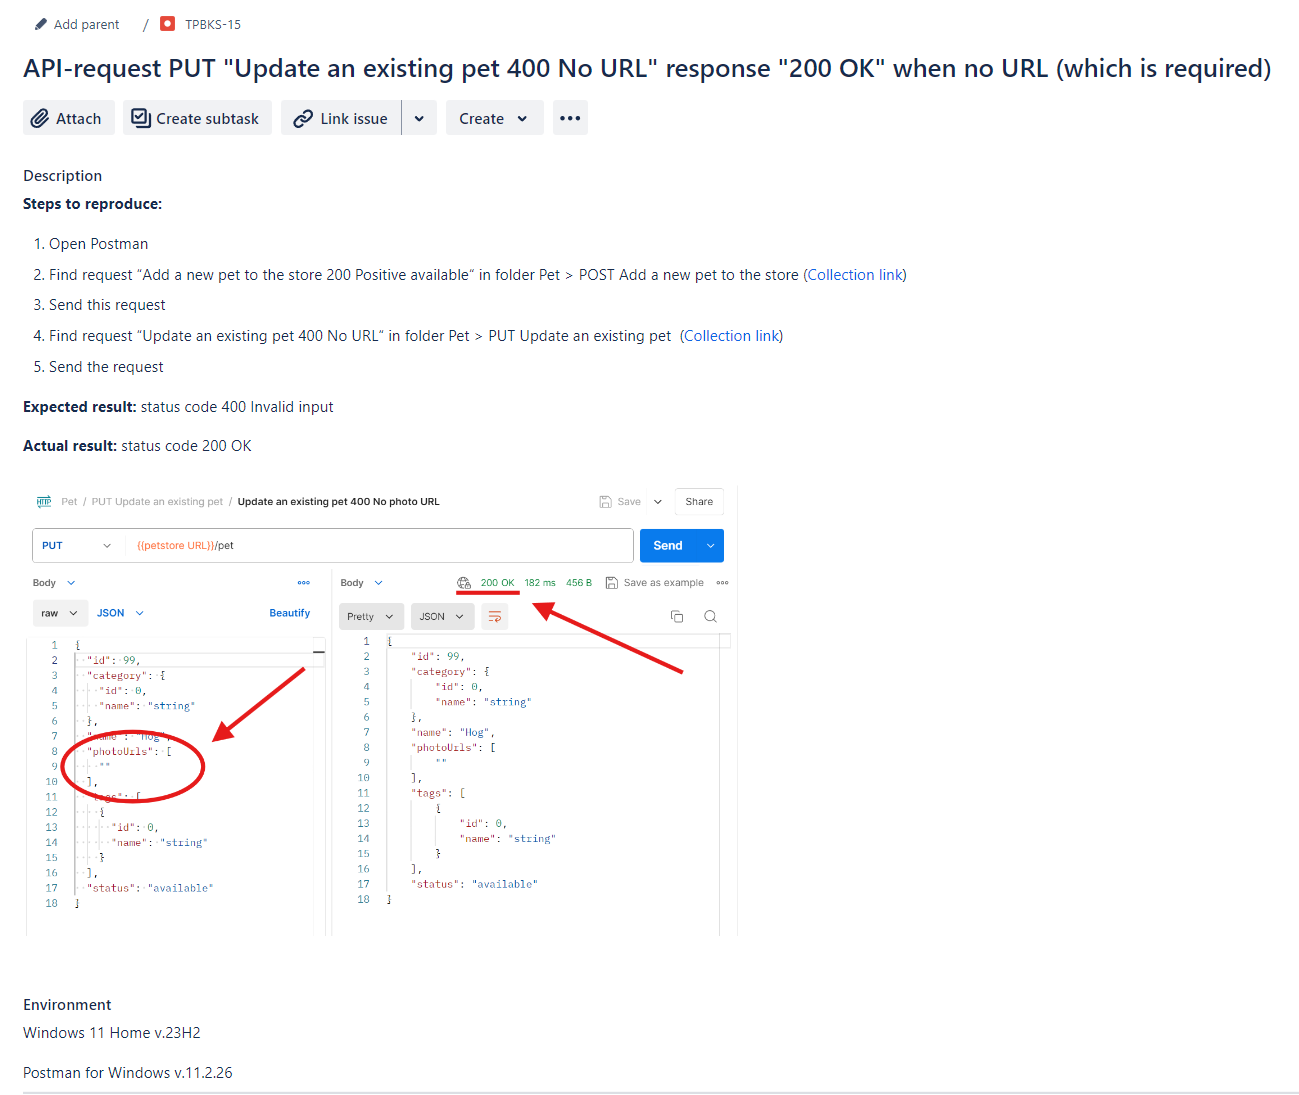 Add parent / TPBKS-15
API-request PUT "Update an existing pet 400 No URL" response "200 OK" when no URL (which is required)
Attach Create subtask Link issue Create
Description
Steps to reproduce:
1. Open Postman
2. Find request “Add a new pet to the store 200 Positive available” in folder Pet > POST Add a new pet to the store (Collection link)
3. Send this request
4. Find request “Update an existing pet 400 No URL” in folder Pet > PUT Update an existing pet (Collection link)
5. Send the request
Expected result: status code 400 Invalid input
Actual result: status code 200 OK
HTTP Pet / PUT Update an existing pet / Update an existing pet 400 No photo URL Save Share
PUT {{petstore URL}}/pet Send
Body
raw JSON Beautify
1 {
2 "id": 99,
3 "category": {
4 "id": 0,
5 "name": "string"
6 },
7 "name": "Hog",
8 "photoUrls": [
9 ""
10 ],
11 "tags": [
12 {
13 "id": 0,
14 "name": "string"
15 }
16 ],
17 "status": "available"
18 }
Body 200 OK 182 ms 456 B Save as example
Pretty JSON
1 {
2 "id": 99,
3 "category": {
4 "id": 0,
5 "name": "string"
6 },
7 "name": "Hog",
8 "photoUrls": [
9 ""
10 ],
11 "tags": [
12 {
13 "id": 0,
14 "name": "string"
15 }
16 ],
17 "status": "available"
18 }
Environment
Windows 11 Home v.23H2
Postman for Windows v.11.2.26